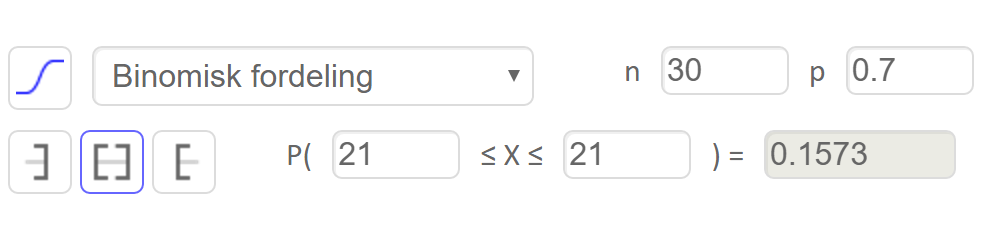 Binomisk fordeling ▼ n 30 p 0.7
P( 21 ≤ X ≤ 21 ) = 0.1573